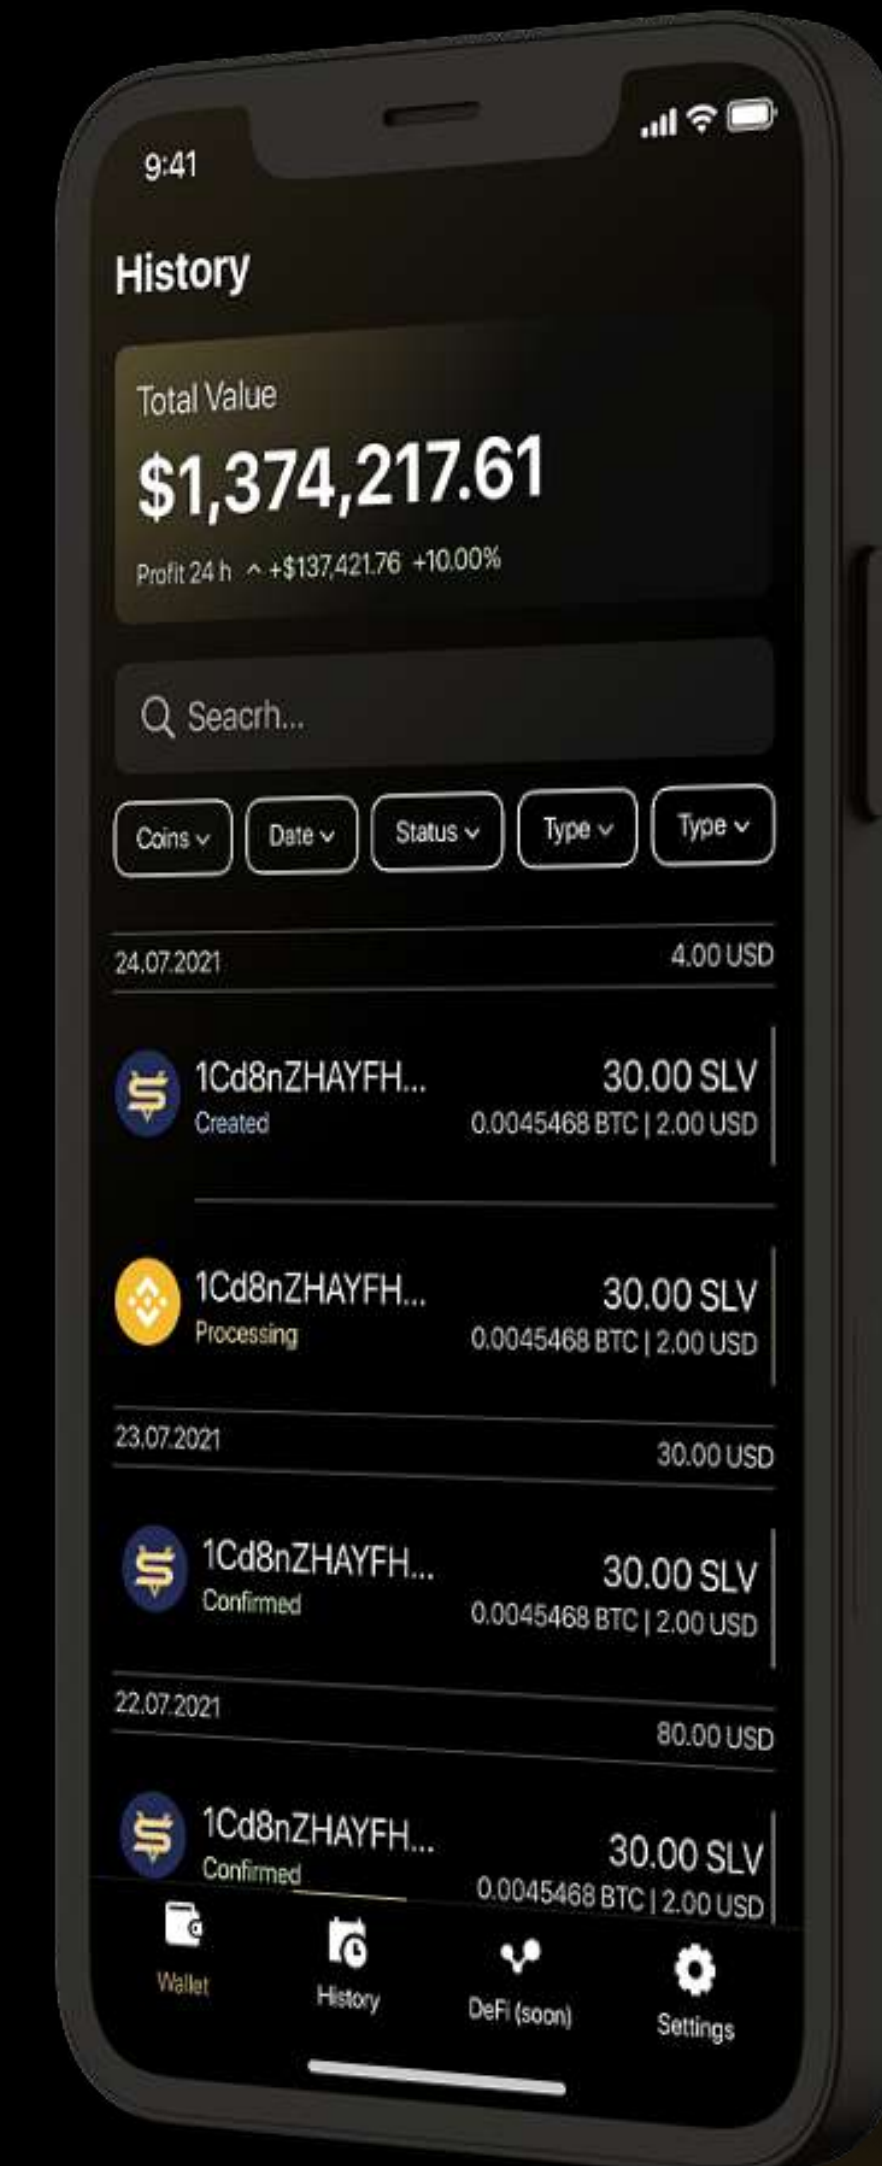 9:41
History
Total Value
$1,374,217.61
Profit 24 h ^ +$137,421.76 +10.00%
Seacrh...
Coins Date Status Type Type
24.07.2021 4.00 USD
1Cd8nZHAYFH... 30.00 SLV
Created 0.0045468 BTC | 2.00 USD
1Cd8nZHAYFH... 30.00 SLV
Processing 0.0045468 BTC | 2.00 USD
23.07.2021 30.00 USD
1Cd8nZHAYFH... 30.00 SLV
Confirmed 0.0045468 BTC | 2.00 USD
22.07.2021 80.00 USD
1Cd8nZHAYFH... 30.00 SLV
Confirmed 0.0045468 BTC | 2.00 USD
Wallet History DeFi (soon) Settings